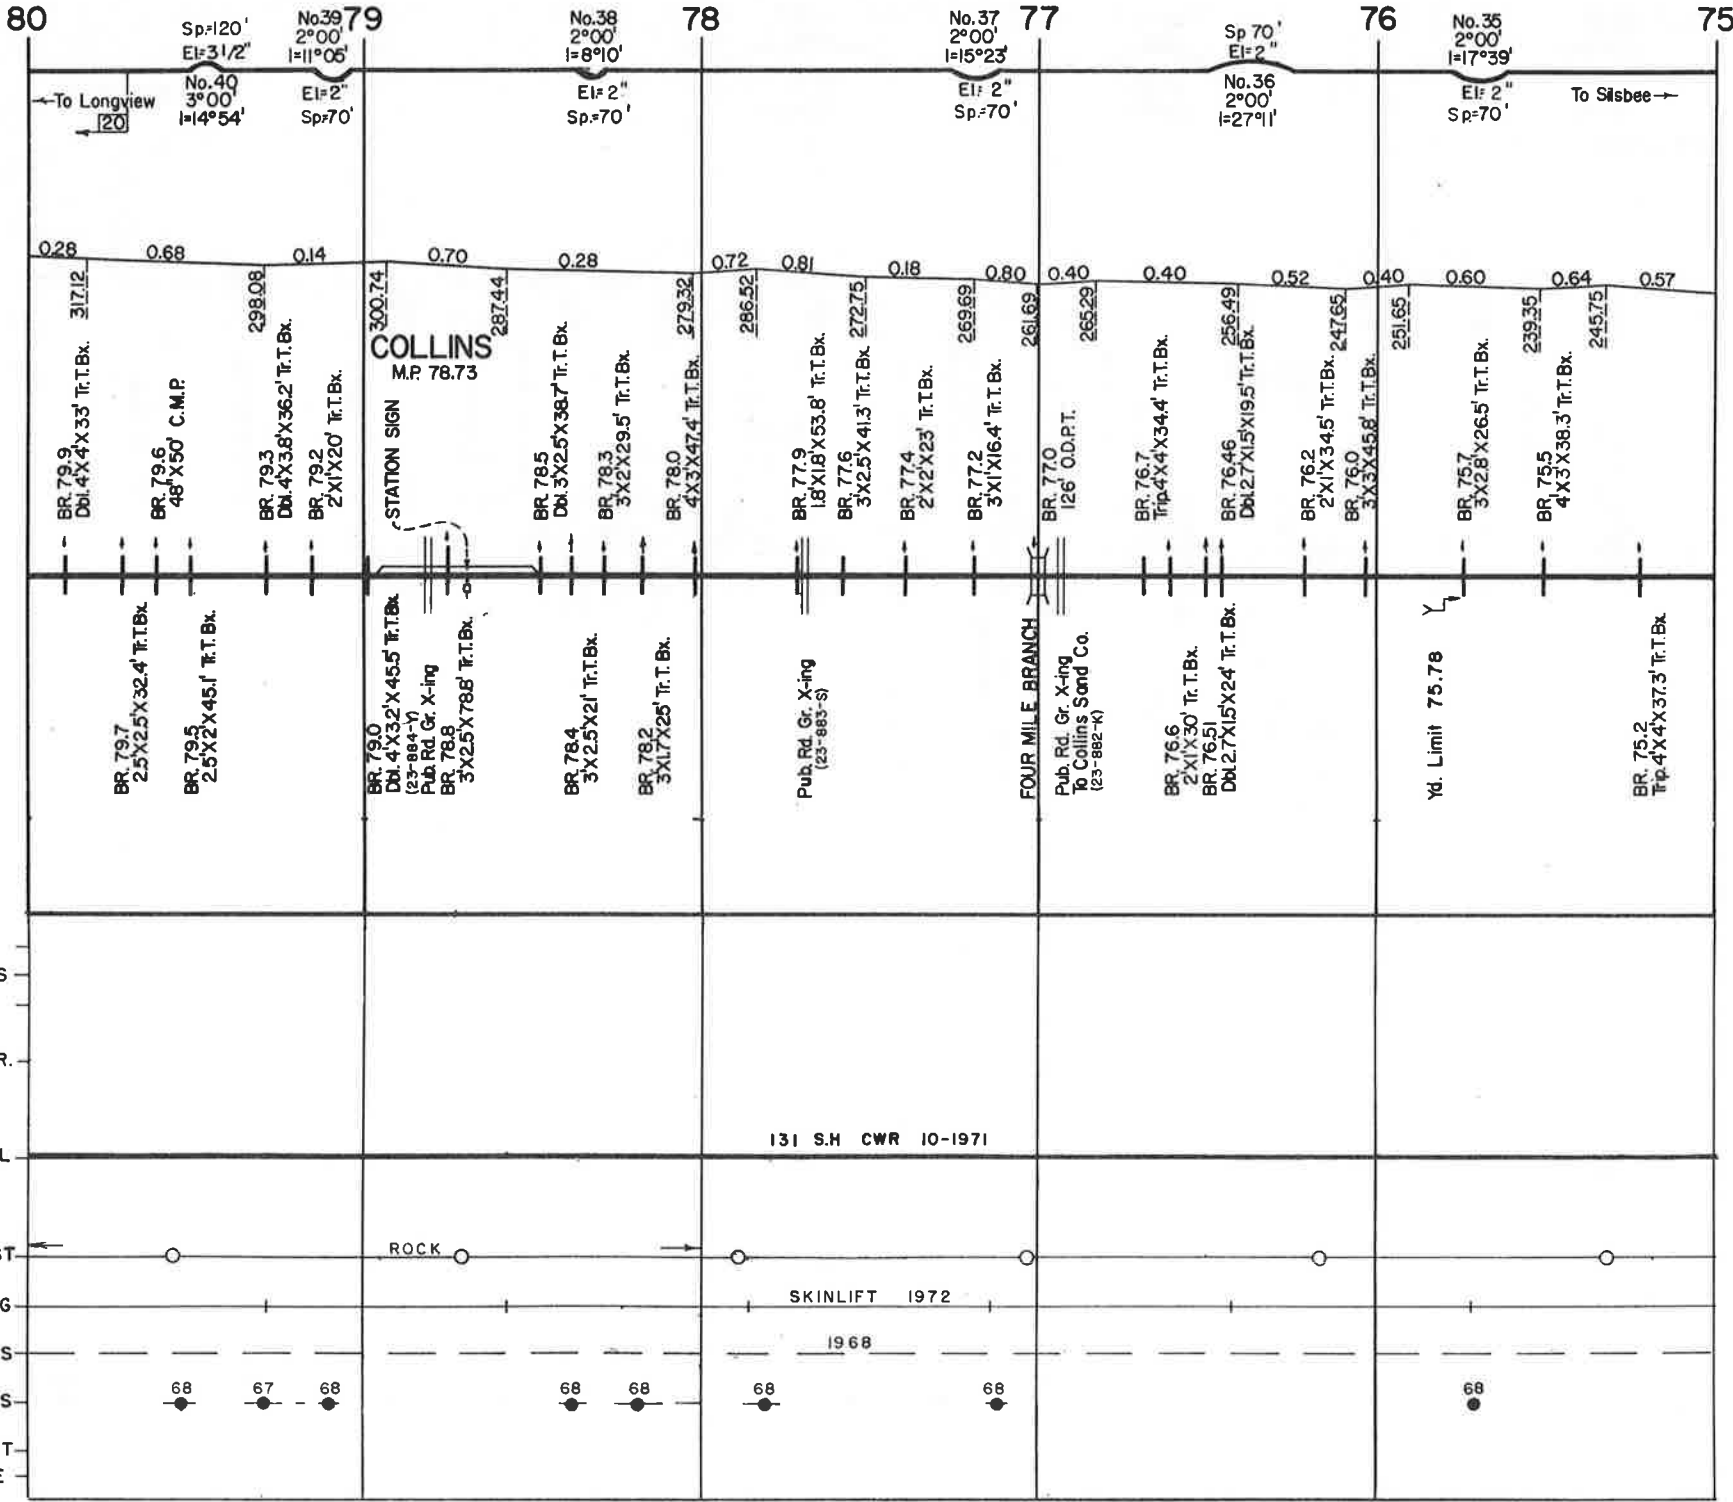 80
79
78
77
76
75
Sp.=120'
El=3 1/2"
No.40
3°00'
I=14°54'
No.39
2°00'
I=11°05'
El=2"
Sp=70'
No.38
2°00'
I=8°10'
El=2"
Sp.=70'
No.37
2°00'
I=15°23'
El=2"
Sp.=70'
Sp 70'
El=2"
No.36
2°00'
I=27°11'
No.35
2°00'
I=17°39'
El=2"
Sp.=70'
To Longview
20
To Silsbee
0.28
0.68
0.14
0.70
0.28
0.72
0.81
0.18
0.80
0.40
0.40
0.52
0.40
0.60
0.64
0.57
317.12
298.08
300.74
287.44
279.32
286.52
272.75
269.69
261.69
265.29
256.49
247.65
251.65
239.35
245.75
COLLINS
M.P. 78.73
BR. 79.9
Dbl. 4'X4'X33' Tr.T.Bx.
BR. 79.6
48"X50' C.M.P.
BR. 79.3
Dbl. 4'X3.8'X36.2' Tr.T.Bx.
BR. 79.2
2'X1'X20' Tr.T.Bx.
STATION SIGN
BR. 78.5
Dbl. 3'X2.5'X38.7' Tr.T.Bx.
BR. 78.3
3'X2'X29.5' Tr.T.Bx.
BR. 78.0
4'X3'X47.4' Tr.T.Bx.
BR. 77.9
1.8'X1.8'X53.8' Tr.T.Bx.
BR. 77.6
3'X2.5'X41.3' Tr.T.Bx.
BR. 77.4
2'X2'X23' Tr.T.Bx.
BR. 77.2
3'X1'X16.4' Tr.T.Bx.
BR. 77.0
126' O.D.P.T.
BR. 76.7
Trip.4'X4'X34.4' Tr.T.Bx.
BR. 76.46
Dbl.2.7'X1.5'X19.5' Tr.T.Bx.
BR. 76.2
2'X1'X34.5' Tr.T.Bx.
BR. 76.0
3'X3'X45.8' Tr.T.Bx.
BR. 75.7
3'X2.8'X26.5' Tr.T.Bx.
BR. 75.5
4'X3'X38.3' Tr.T.Bx.
BR. 79.7
2.5'X2.5'X32.4' Tr.T.Bx.
BR. 79.5
2.5'X2'X45.1' Tr.T.Bx.
BR. 79.0
Dbl. 4'X3.2'X45.5' Tr.T.Bx.
(23-884-Y)
Pub. Rd. Gr. X-ing
BR. 78.8
3'X2.5'X78.8' Tr.T.Bx.
BR. 78.4
3'X2.5'X21' Tr.T.Bx.
BR. 78.2
3'X1.7'X25' Tr.T.Bx.
Pub. Rd. Gr. X-ing
(23-883-S)
FOUR MILE BRANCH
Pub. Rd. Gr. X-ing
To Collins Sand Co.
(23-882-K)
BR. 76.6
2'X1'X30' Tr.T.Bx.
BR. 76.51
Dbl.2.7'X1.5'X24' Tr.T.Bx.
Y
Yd. Limit 75.78
BR. 75.2
Trip.4'X4'X37.3' Tr.T.Bx.
S
R.
131 S.H CWR 10-1971
L
ST
ROCK
G
SKINLIFT 1972
S
1968
S
68
67
68
68
68
68
68
68
T
E